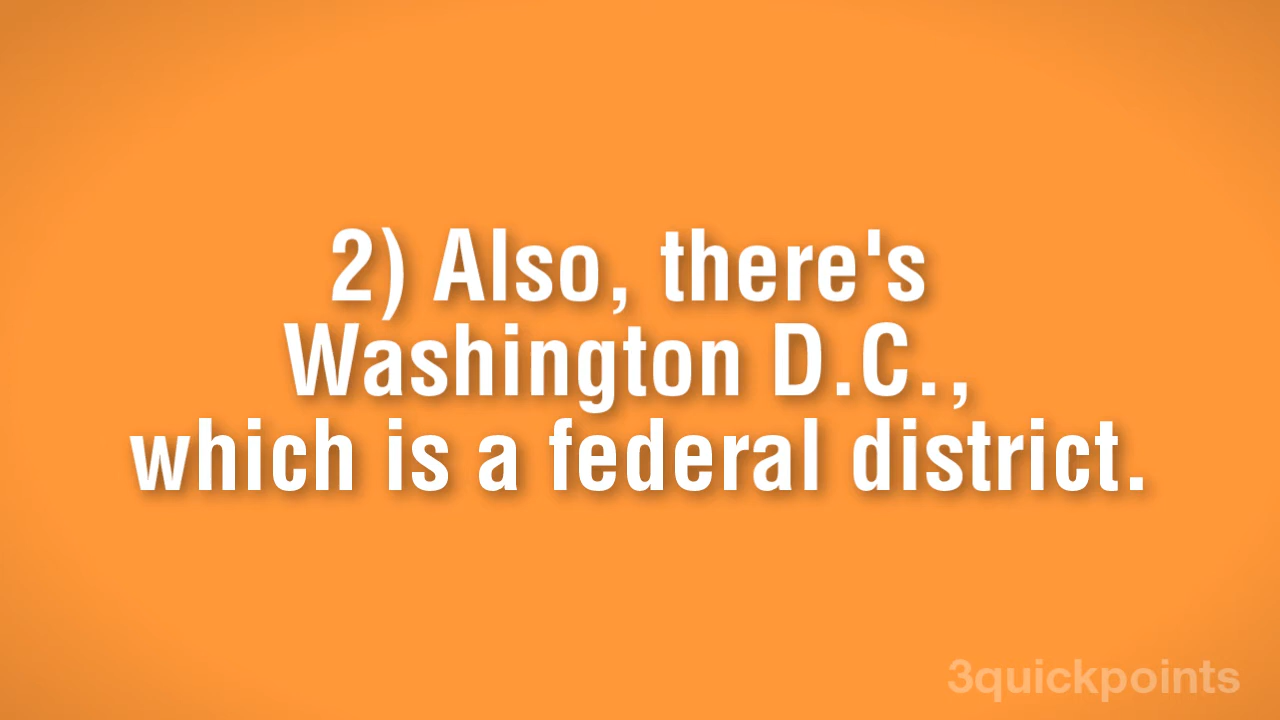 2) Also, there's
Washington D.C.,
which is a federal district.
3quickpoints